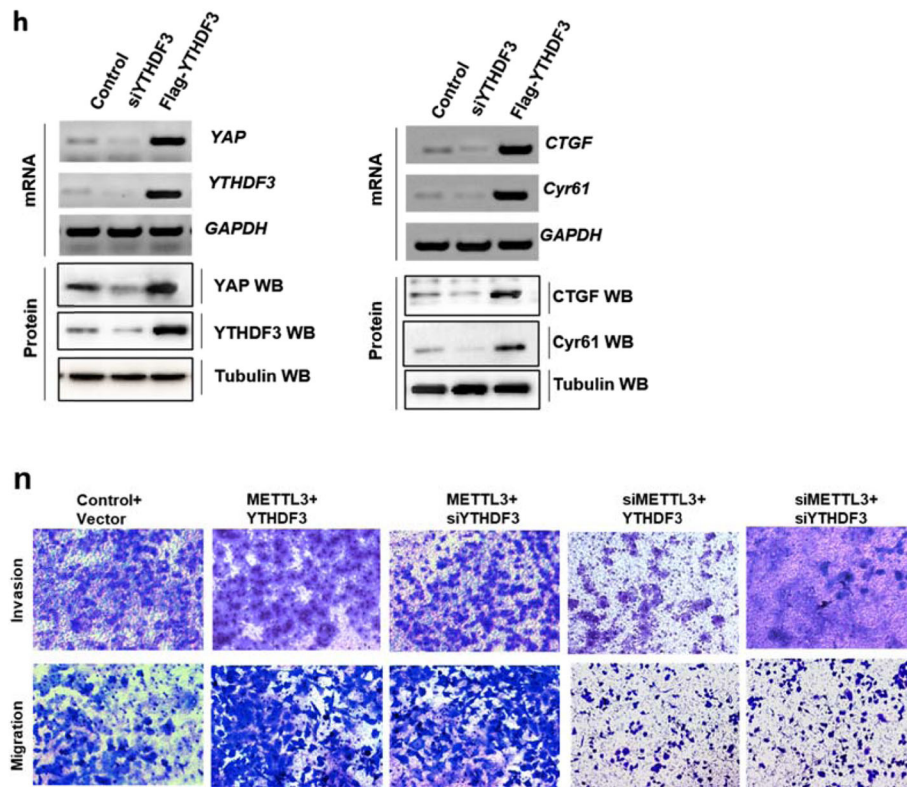 h
Control siYTHDF3 Flag-YTHDF3
mRNA
YAP
YTHDF3
GAPDH
Protein
YAP WB
YTHDF3 WB
Tubulin WB
Control siYTHDF3 Flag-YTHDF3
mRNA
CTGF
Cyr61
GAPDH
Protein
CTGF WB
Cyr61 WB
Tubulin WB
n
Control+
Vector
METTL3+
YTHDF3
METTL3+
siYTHDF3
siMETTL3+
YTHDF3
siMETTL3+
siYTHDF3
Invasion
Migration